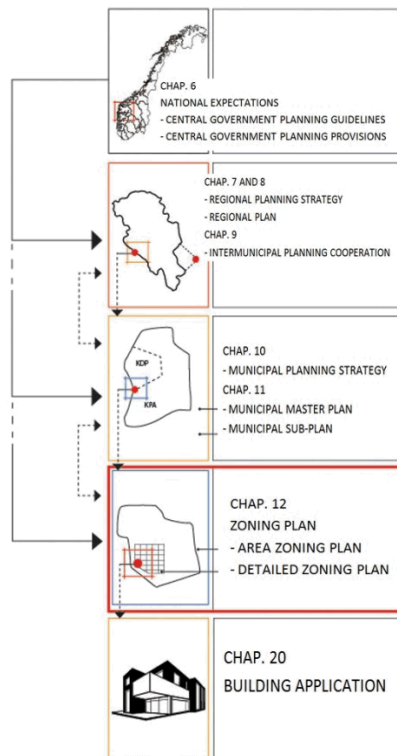 CHAP. 6
NATIONAL EXPECTATIONS
- CENTRAL GOVERNMENT PLANNING GUIDELINES
- CENTRAL GOVERNMENT PLANNING PROVISIONS
CHAP. 7 AND 8
- REGIONAL PLANNING STRATEGY
- REGIONAL PLAN
CHAP. 9
- INTERMUNICIPAL PLANNING COOPERATION
KDP
KPA
CHAP. 10
- MUNICIPAL PLANNING STRATEGY
CHAP. 11
- MUNICIPAL MASTER PLAN
- MUNICIPAL SUB-PLAN
CHAP. 12
ZONING PLAN
- AREA ZONING PLAN
- DETAILED ZONING PLAN
CHAP. 20
BUILDING APPLICATION